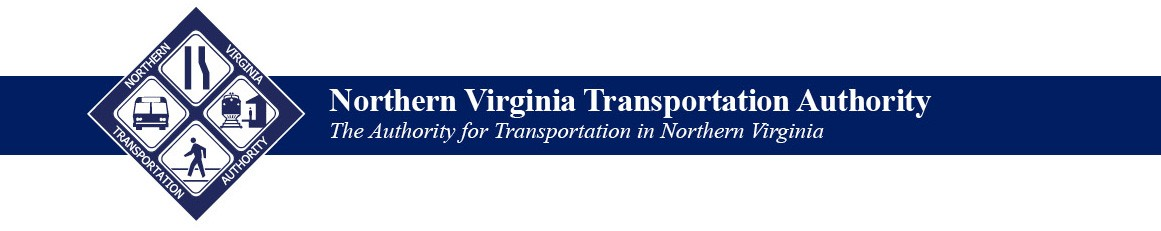 NORTHERN VIRGINIA
TRANSPORTATION AUTHORITY
Northern Virginia Transportation Authority
The Authority for Transportation in Northern Virginia